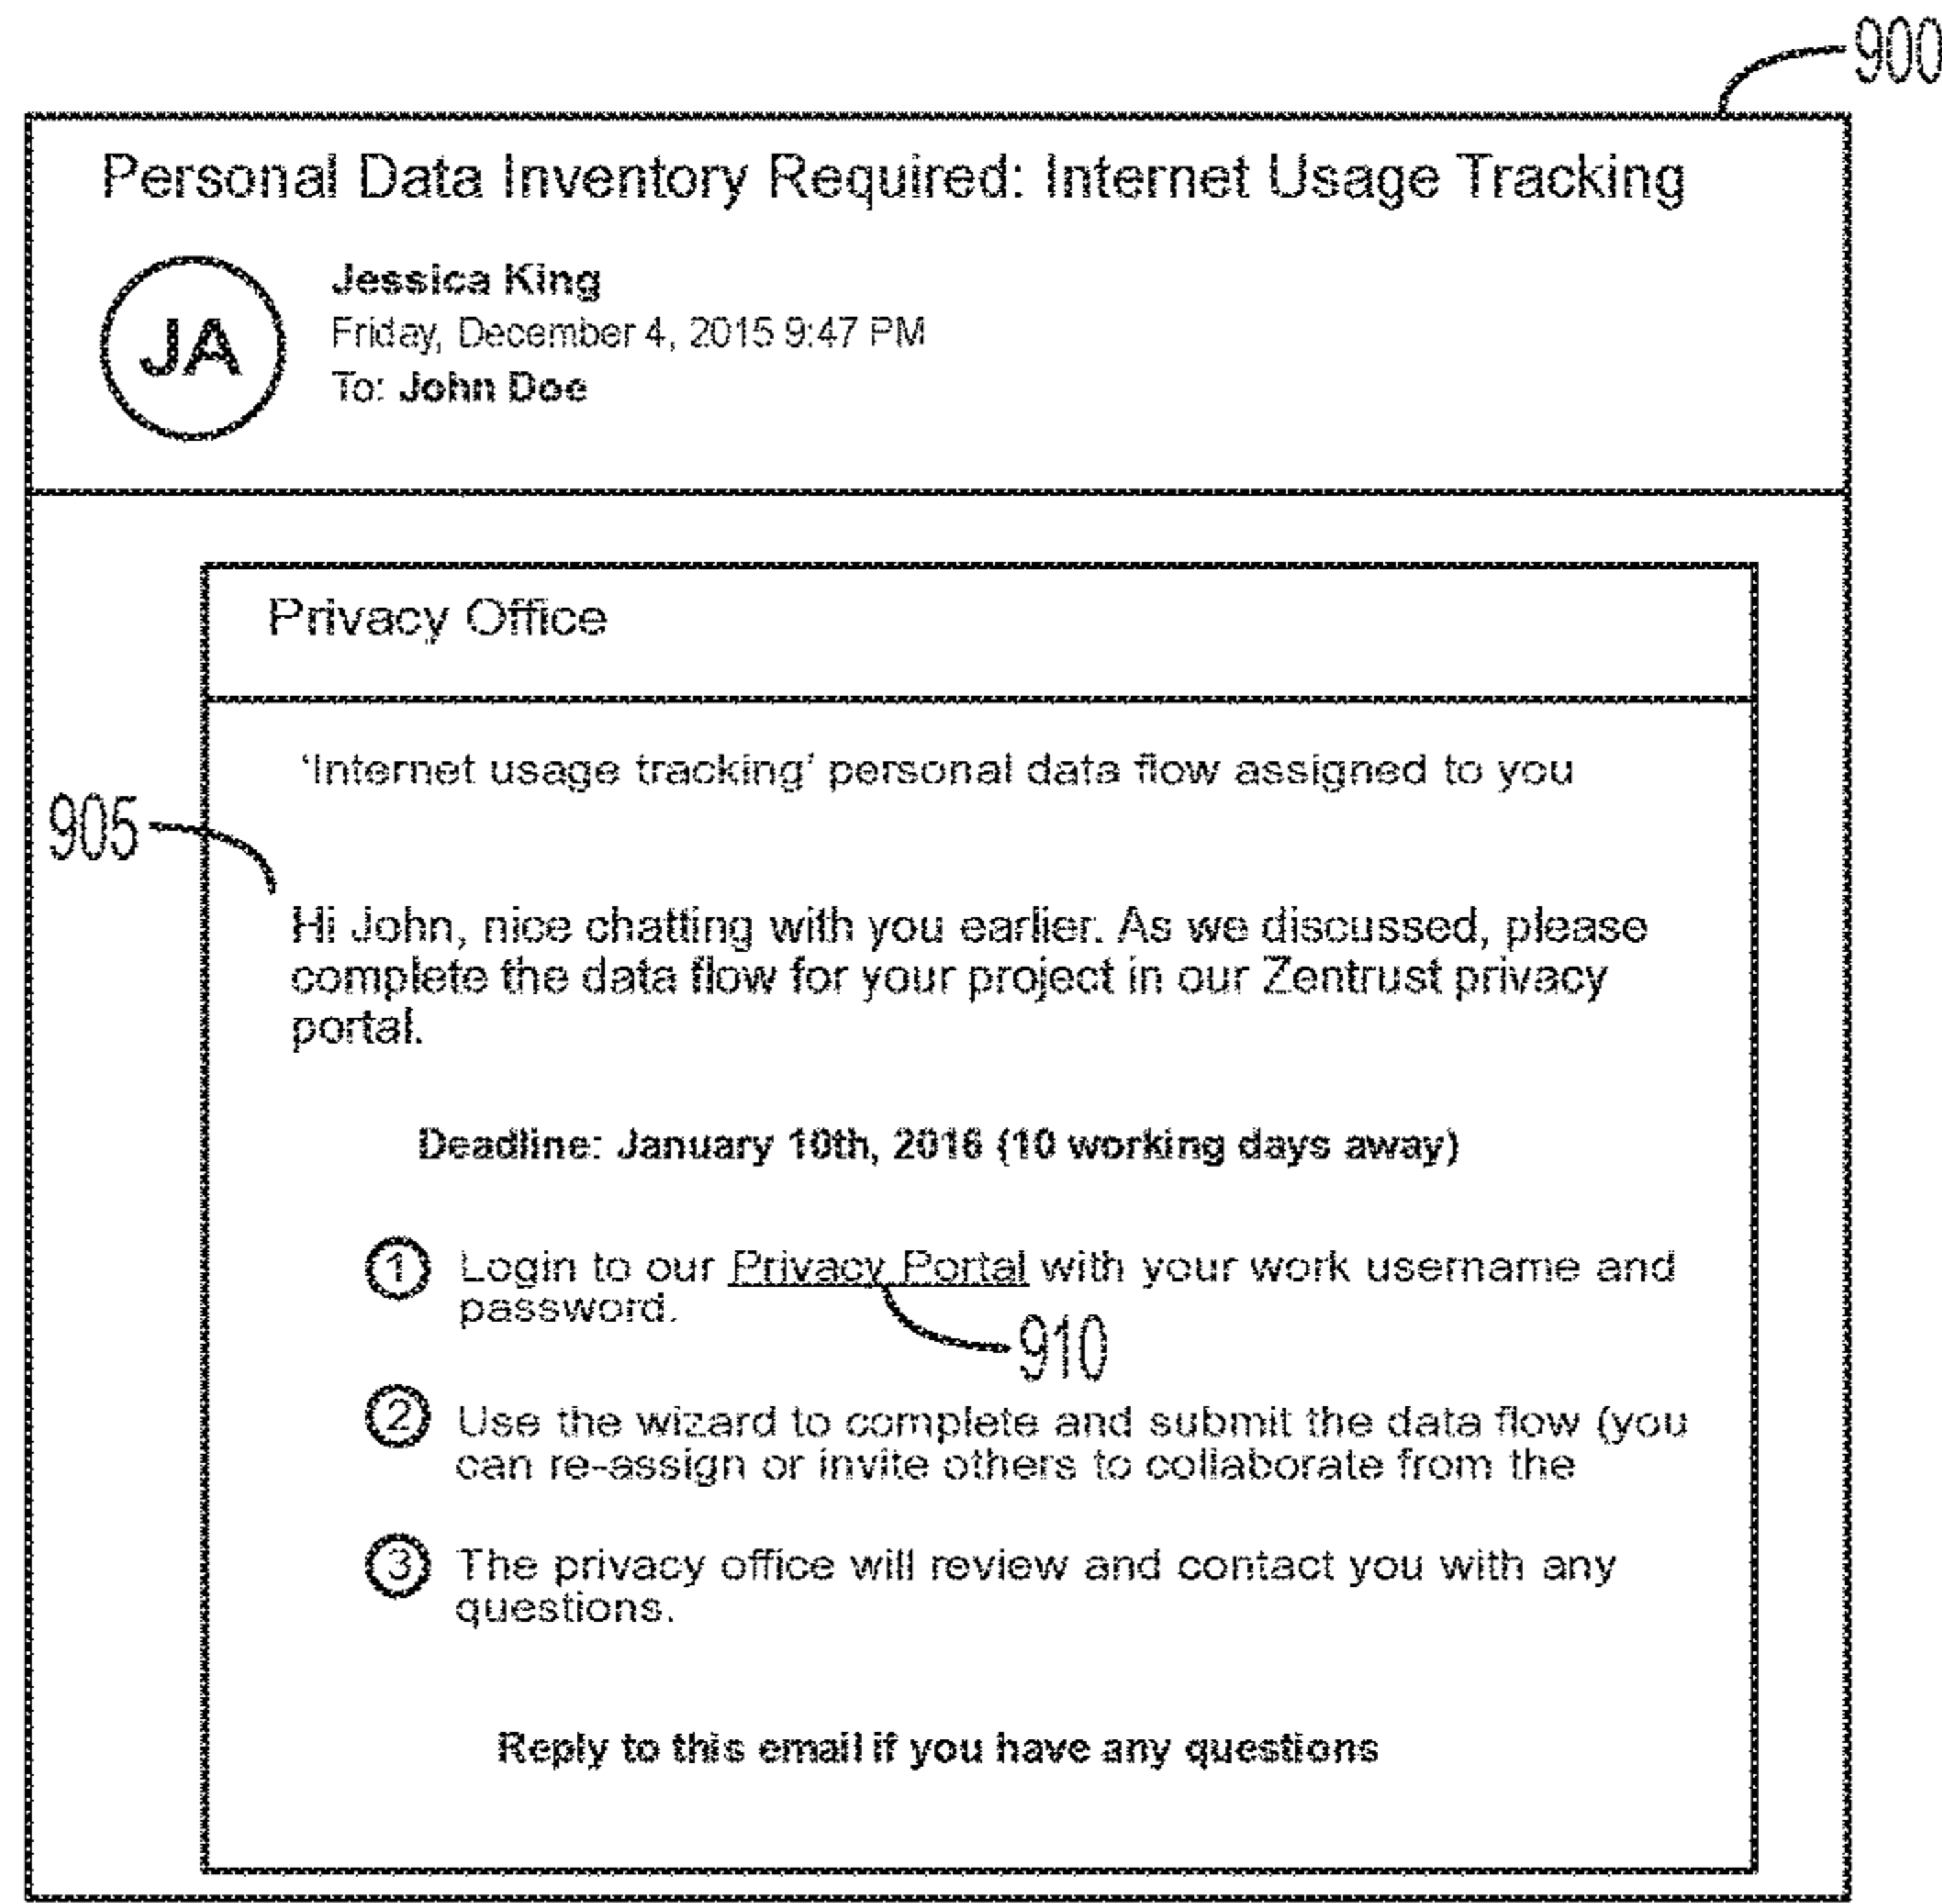 900
Personal Data Inventory Required: Internet Usage Tracking
JA
Jessica King
Friday, December 4, 2015 9:47 PM
To: John Doe
Privacy Office
'Internet usage tracking' personal data flow assigned to you
905
Hi John, nice chatting with you earlier. As we discussed, please
complete the data flow for your project in our Zentrust privacy
portal.
Deadline: January 10th, 2016 (10 working days away)
1 Login to our Privacy Portal with your work username and
password.
910
2 Use the wizard to complete and submit the data flow (you
can re-assign or invite others to collaborate from the
3 The privacy office will review and contact you with any
questions.
Reply to this email if you have any questions